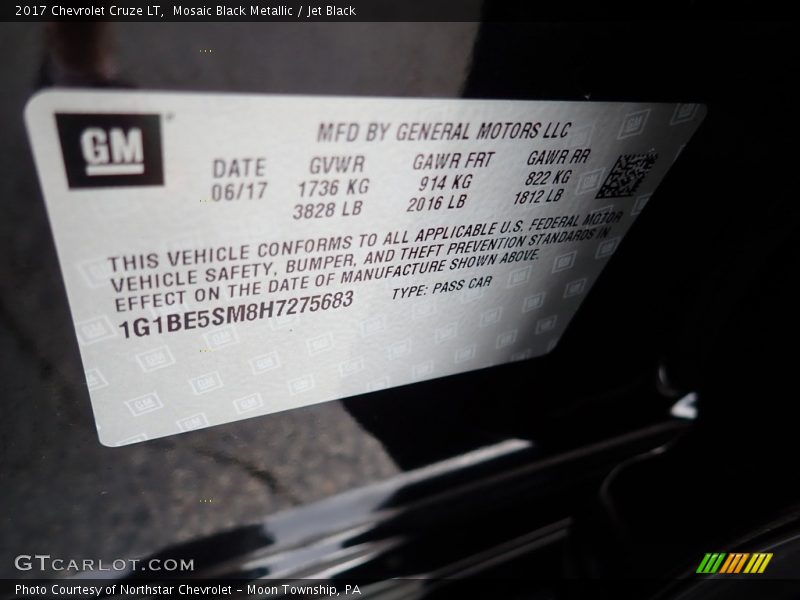 2017 Chevrolet Cruze LT, Mosaic Black Metallic / Jet Black
GM
MFD BY GENERAL MOTORS LLC
DATE GVWR GAWR FRT GAWR RR
06/17 1736 KG 914 KG 822 KG
3828 LB 2016 LB 1812 LB
THIS VEHICLE CONFORMS TO ALL APPLICABLE U.S. FEDERAL MOTOR
VEHICLE SAFETY, BUMPER, AND THEFT PREVENTION STANDARDS IN
EFFECT ON THE DATE OF MANUFACTURE SHOWN ABOVE.
1G1BE5SM8H7275683 TYPE: PASS CAR
GTCARLOT.COM
Photo Courtesy of Northstar Chevrolet – Moon Township, PA